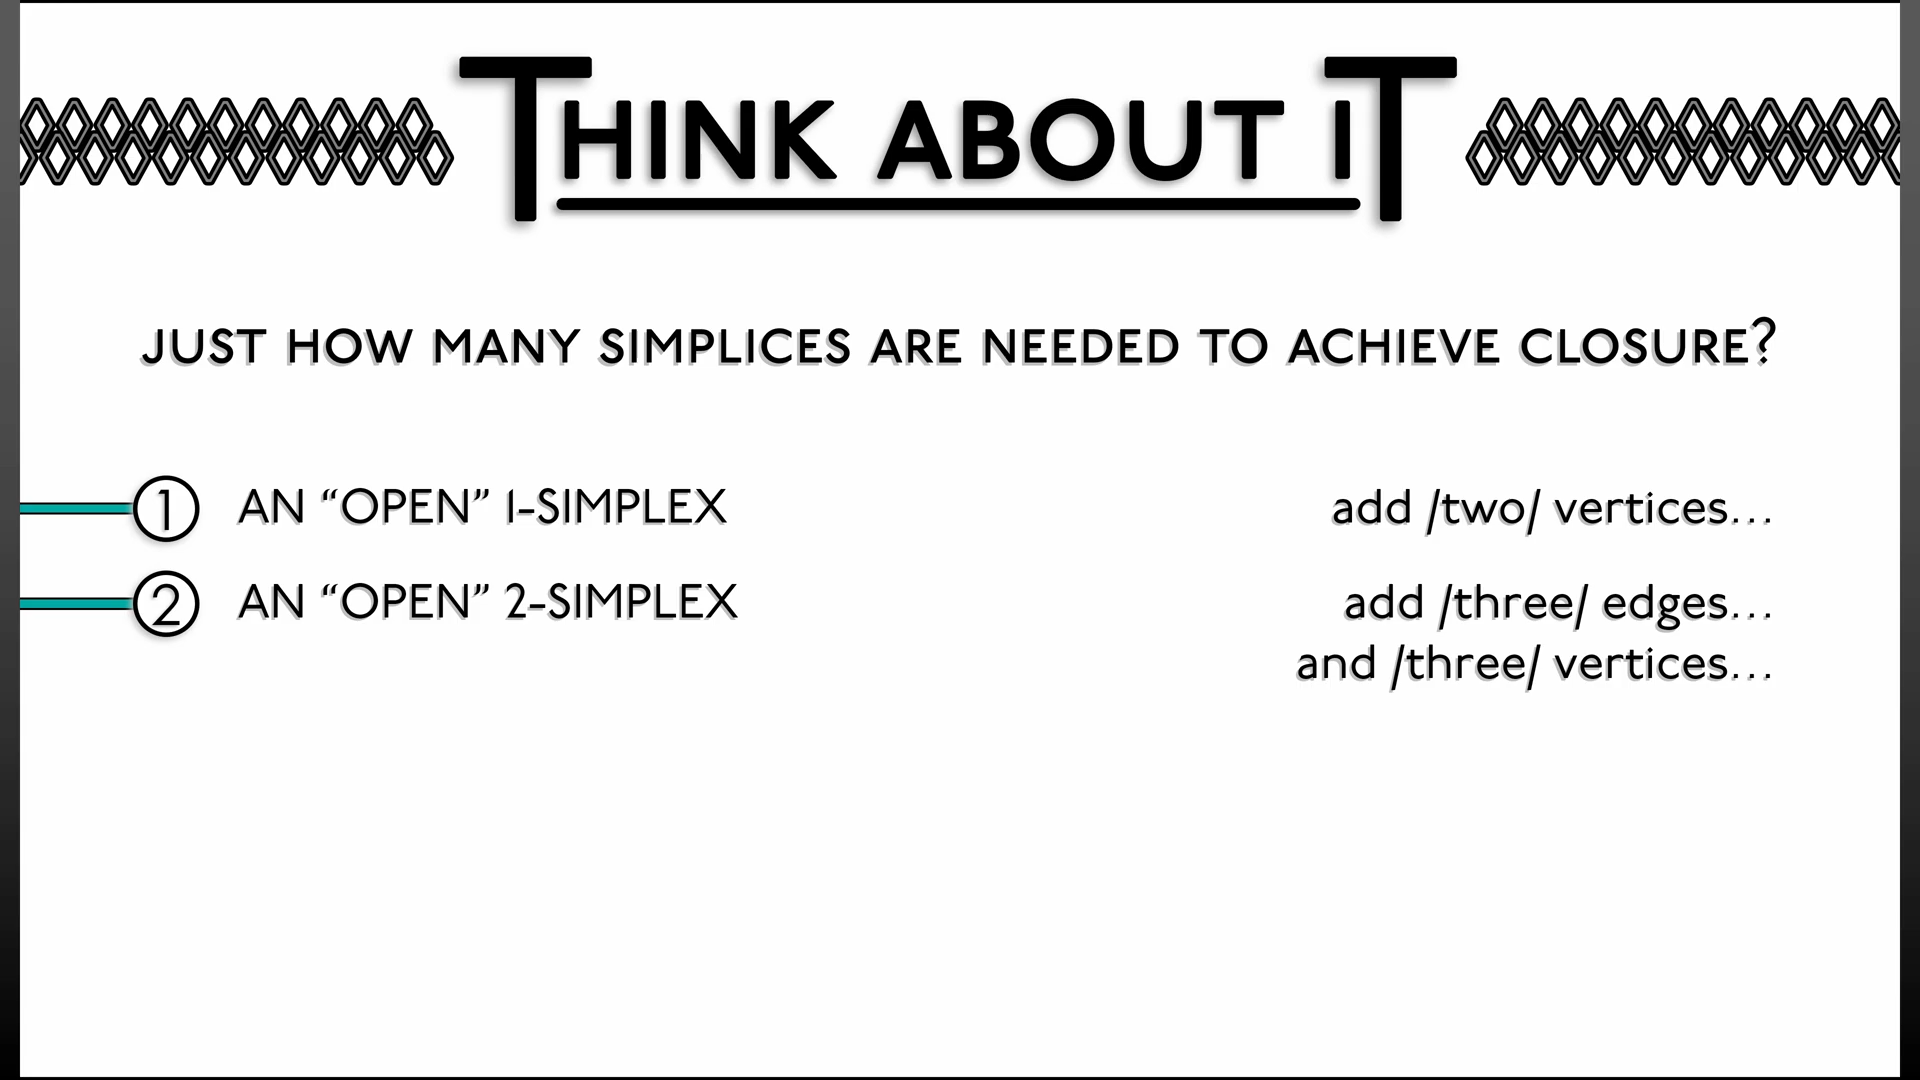 THINK ABOUT IT
JUST HOW MANY SIMPLICES ARE NEEDED TO ACHIEVE CLOSURE?
1 AN “OPEN” 1-SIMPLEX add /two/ vertices...
2 AN “OPEN” 2-SIMPLEX add /three/ edges...
and /three/ vertices...